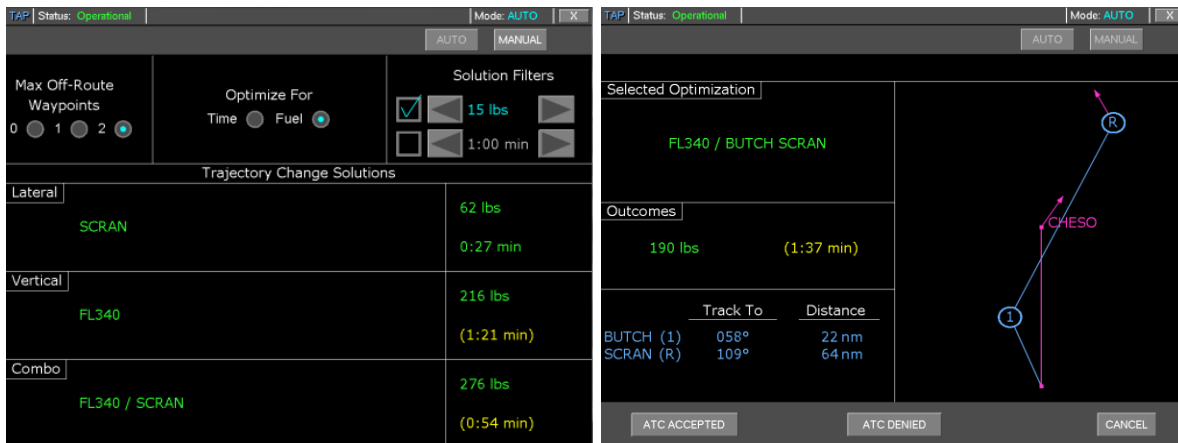 TAP Status: Operational Mode: AUTO X
AUTO MANUAL
Max Off-Route
Waypoints
0 1 2
Optimize For
Time Fuel
Solution Filters
15 lbs
1:00 min
Trajectory Change Solutions
Lateral
SCRAN
62 lbs
0:27 min
Vertical
FL340
216 lbs
(1:21 min)
Combo
FL340 / SCRAN
276 lbs
(0:54 min)
TAP Status: Operational Mode: AUTO X
AUTO MANUAL
Selected Optimization
FL340 / BUTCH SCRAN
Outcomes
190 lbs (1:37 min)
Track To Distance
BUTCH (1) 058° 22 nm
SCRAN (R) 109° 64 nm
R
CHESO
1
ATC ACCEPTED ATC DENIED CANCEL